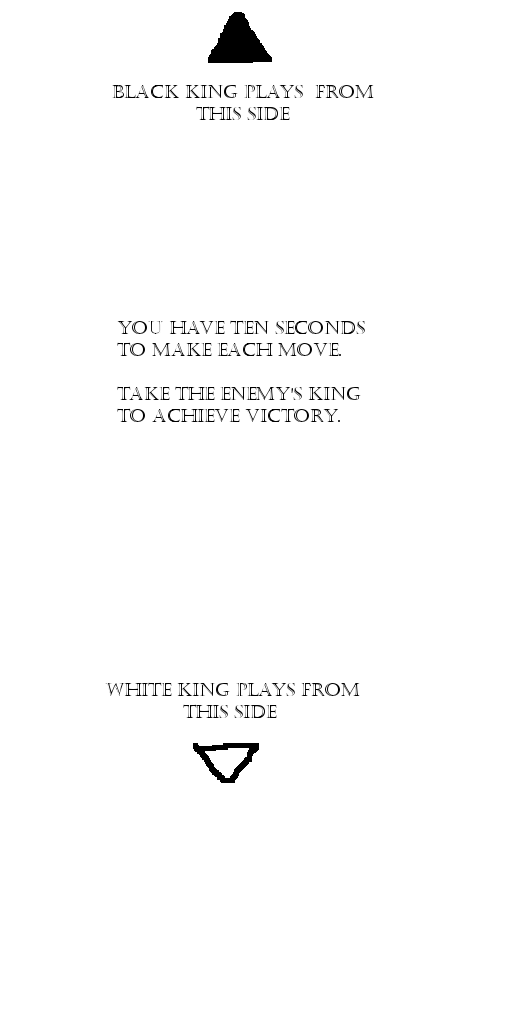 BLACK KING PLAYS FROM
THIS SIDE
YOU HAVE TEN SECONDS
TO MAKE EACH MOVE.
TAKE THE ENEMY'S KING
TO ACHIEVE VICTORY.
WHITE KING PLAYS FROM
THIS SIDE